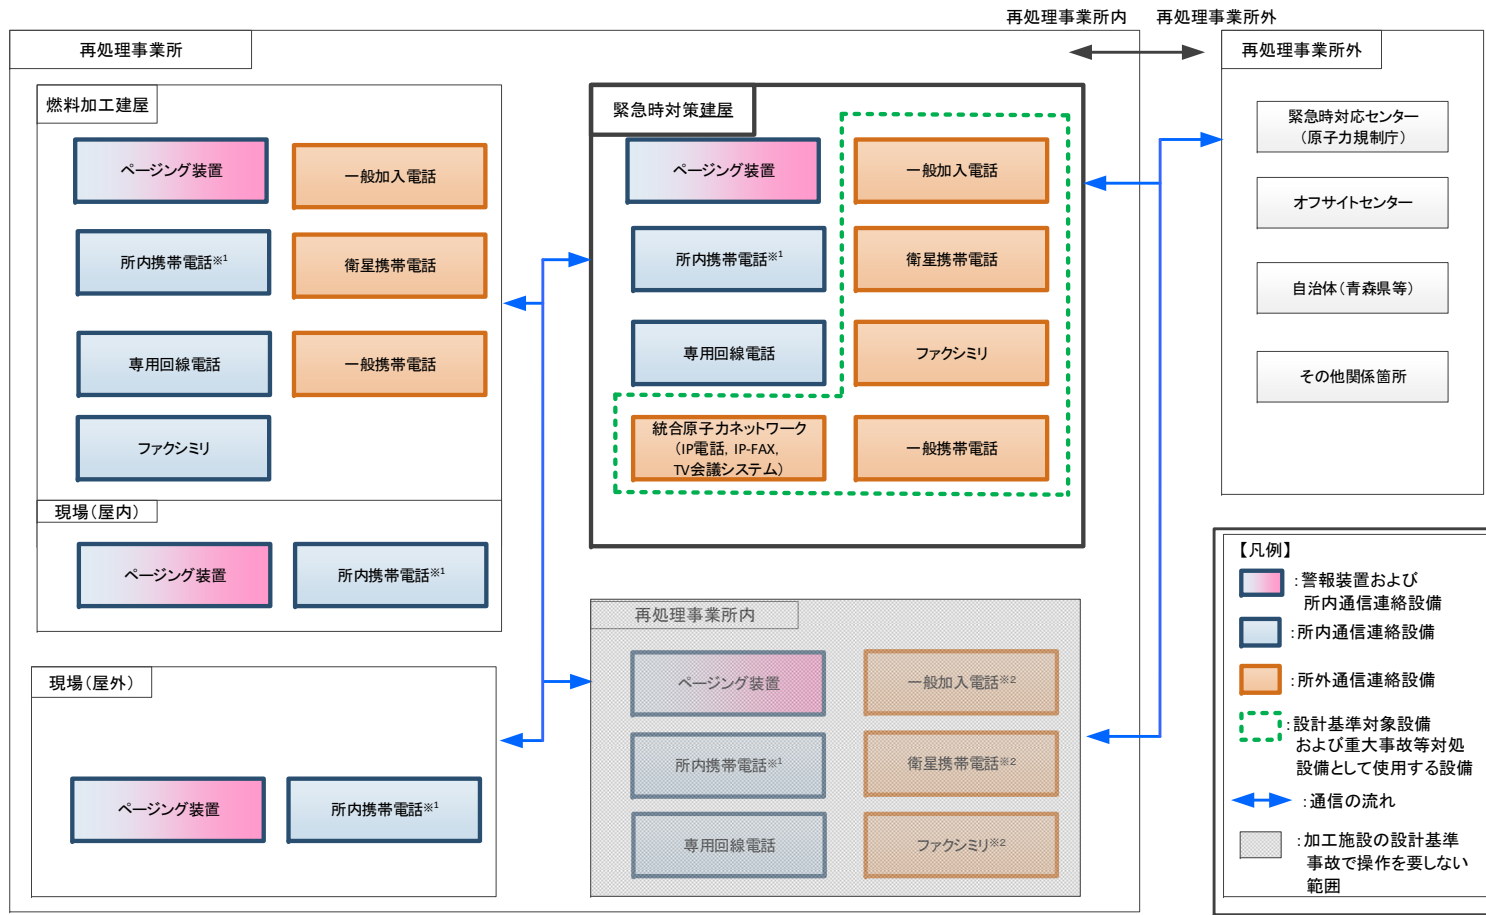 再処理事業所内
再処理事業所外
再処理事業所
燃料加工建屋
ページング装置
一般加入電話
所内携帯電話※1
衛星携帯電話
専用回線電話
一般携帯電話
ファクシミリ
現場(屋内)
ページング装置
所内携帯電話※1
現場(屋外)
ページング装置
所内携帯電話※1
緊急時対策建屋
ページング装置
一般加入電話
所内携帯電話※1
衛星携帯電話
専用回線電話
ファクシミリ
統合原子力ネットワーク
(IP電話, IP-FAX,
TV会議システム)
一般携帯電話
再処理事業所内
ページング装置
一般加入電話※2
所内携帯電話※1
衛星携帯電話※2
専用回線電話
ファクシミリ※2
再処理事業所外
緊急時対応センター
(原子力規制庁)
オフサイトセンター
自治体(青森県等)
その他関係箇所
【凡例】
:警報装置および
所内通信連絡設備
:所内通信連絡設備
:所外通信連絡設備
:設計基準対象設備
および重大事故等対処
設備として使用する設備
:通信の流れ
:加工施設の設計基準
事故で操作を要しない
範囲